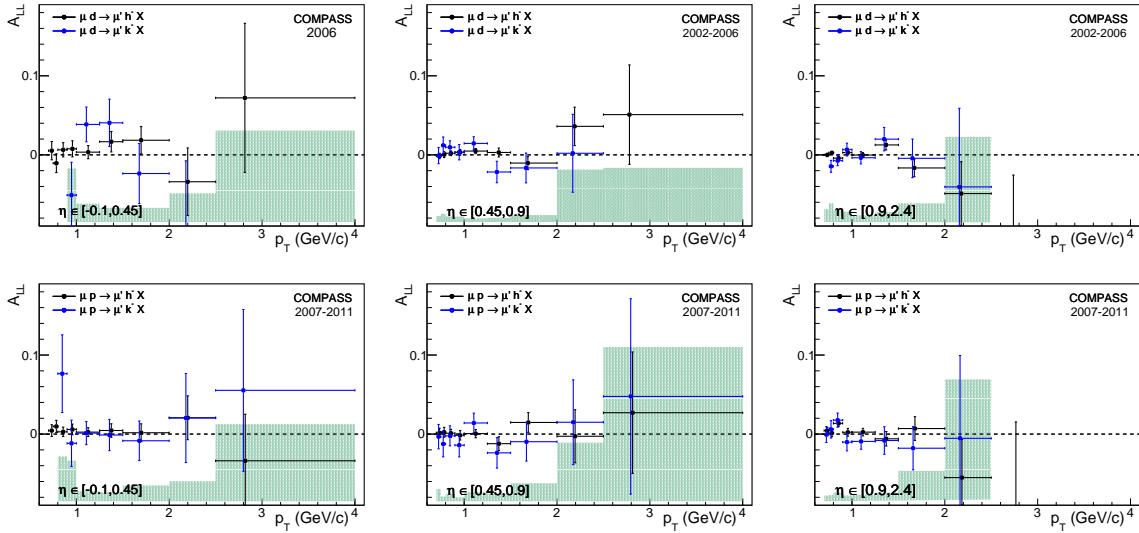 A_LL
μ d → μ' h⁻ X
μ d → μ' k⁻ X
COMPASS
2006
0.1
0
η ∈ [-0.1,0.45]
1 2 3 4
p_T (GeV/c)
μ d → μ' h⁻ X
μ d → μ' k⁻ X
COMPASS
2002-2006
0.1
0
η ∈ [0.45,0.9]
1 2 3 4
p_T (GeV/c)
μ d → μ' h⁻ X
μ d → μ' k⁻ X
COMPASS
2002-2006
0.1
0
η ∈ [0.9,2.4]
1 2 3 4
p_T (GeV/c)
A_LL
μ p → μ' h⁻ X
μ p → μ' k⁻ X
COMPASS
2007-2011
0.1
0
η ∈ [-0.1,0.45]
1 2 3 4
p_T (GeV/c)
A_LL
μ p → μ' h⁻ X
μ p → μ' k⁻ X
COMPASS
2007-2011
0.1
0
η ∈ [0.45,0.9]
1 2 3 4
p_T (GeV/c)
A_LL
μ p → μ' h⁻ X
μ p → μ' k⁻ X
COMPASS
2007-2011
0.1
0
η ∈ [0.9,2.4]
1 2 3 4
p_T (GeV/c)